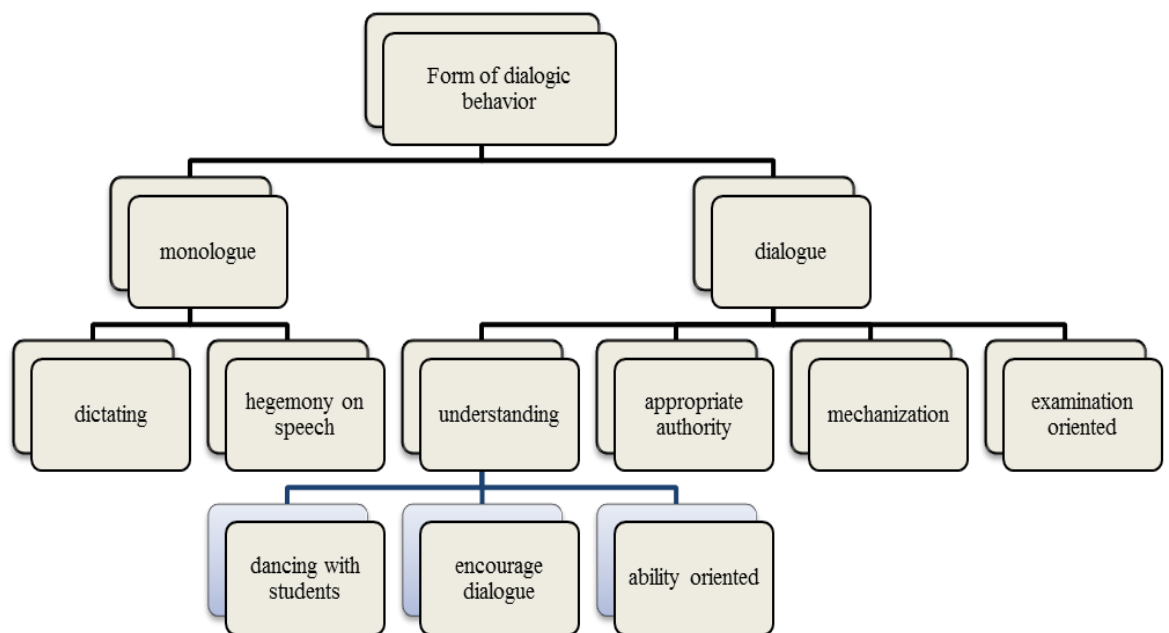 Form of dialogic
behavior
monologue
dialogue
dictating
hegemony on
speech
understanding
appropriate
authority
mechanization
examination
oriented
dancing with
students
encourage
dialogue
ability oriented